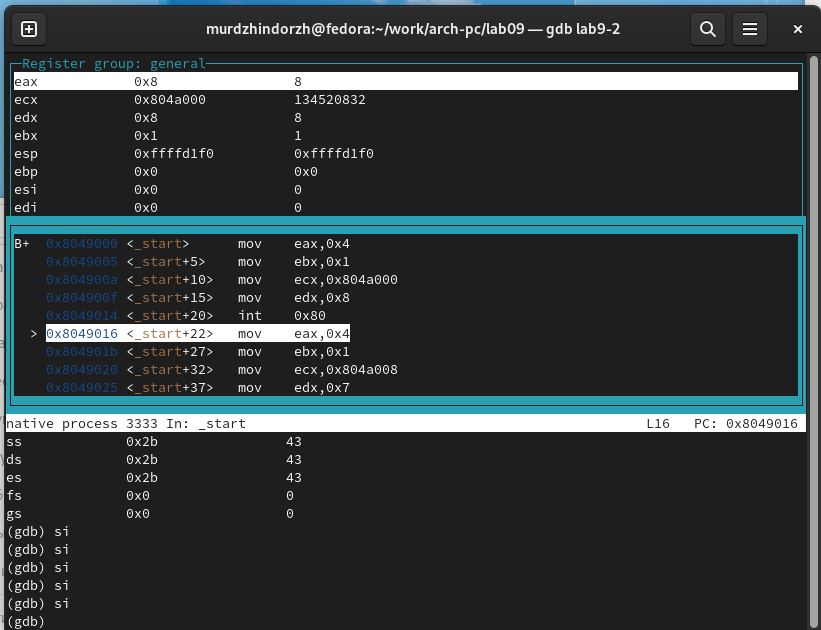 murdzhindorzh@fedora:~/work/arch-pc/lab09 — gdb lab9-2
Register group: general
eax 0x8 8
ecx 0x804a000 134520832
edx 0x8 8
ebx 0x1 1
esp 0xffffd1f0 0xffffd1f0
ebp 0x0 0x0
esi 0x0 0
edi 0x0 0
B+ 0x8049000 <_start> mov eax,0x4
0x8049005 <_start+5> mov ebx,0x1
0x804900a <_start+10> mov ecx,0x804a000
0x804900f <_start+15> mov edx,0x8
0x8049014 <_start+20> int 0x80
> 0x8049016 <_start+22> mov eax,0x4
0x804901b <_start+27> mov ebx,0x1
0x8049020 <_start+32> mov ecx,0x804a008
0x8049025 <_start+37> mov edx,0x7
native process 3333 In: _start L16 PC: 0x8049016
ss 0x2b 43
ds 0x2b 43
es 0x2b 43
fs 0x0 0
gs 0x0 0
(gdb) si
(gdb) si
(gdb) si
(gdb) si
(gdb) si
(gdb)